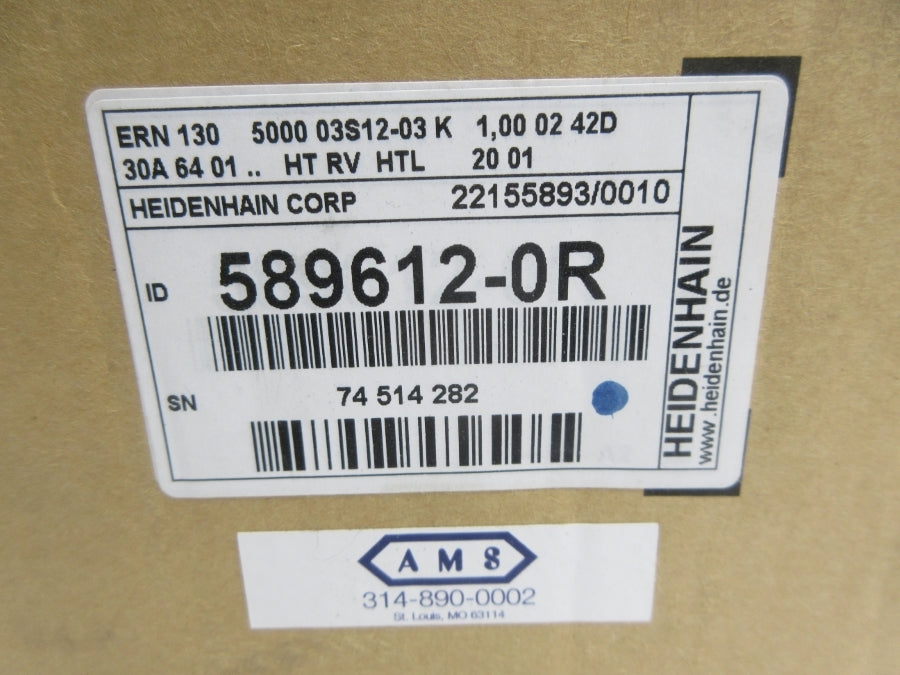 ERN 130 5000 03S12-03 K 1,00 02 42D
30A 64 01 .. HT RV HTL 20 01
HEIDENHAIN CORP 22155893/0010
ID 589612-0R
SN 74 514 282
HEIDENHAIN
www.heidenhain.de
AMS
314-890-0002
St. Louis, MO 63114